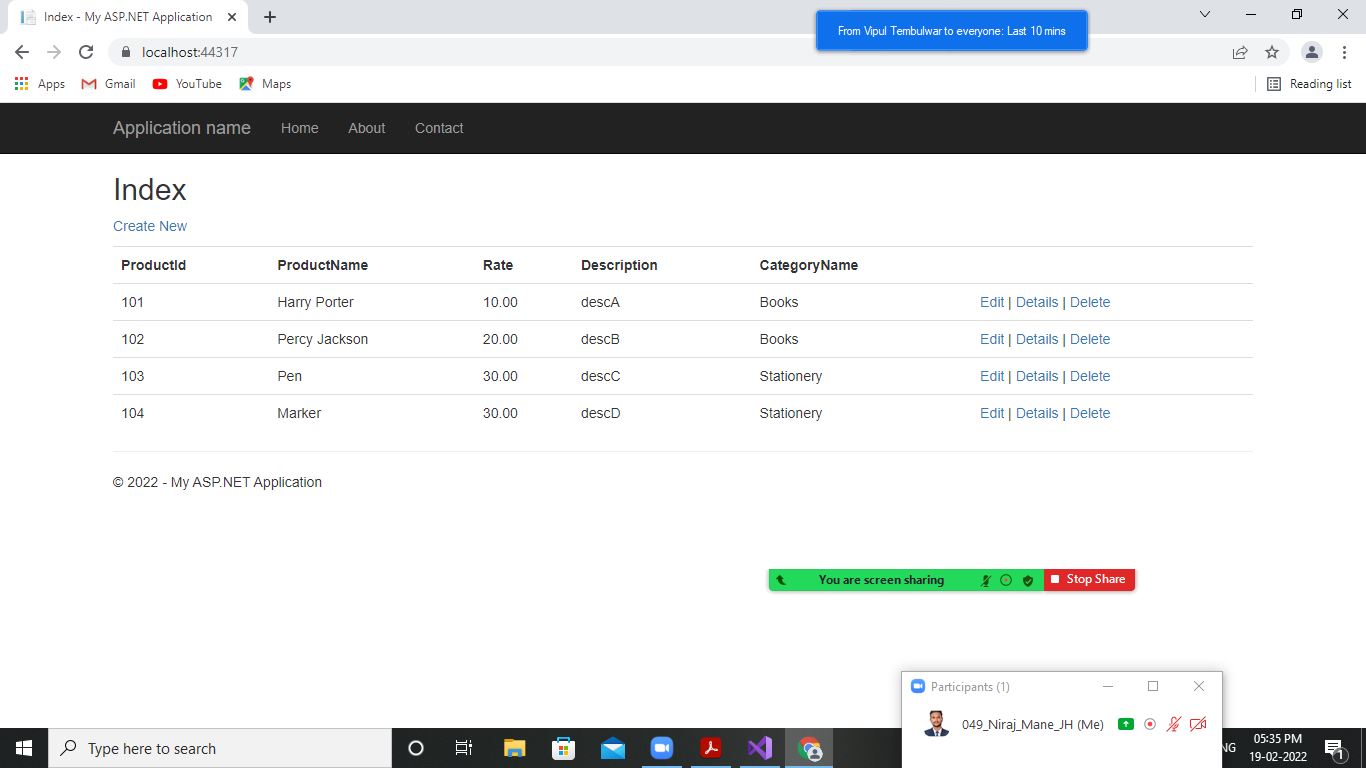 Index - My ASP.NET Application
From Vipul Tembulwar to everyone: Last 10 mins
localhost:44317
Apps Gmail YouTube Maps Reading list
Application name Home About Contact
Index
Create New
ProductId ProductName Rate Description CategoryName
101 Harry Porter 10.00 descA Books Edit | Details | Delete
102 Percy Jackson 20.00 descB Books Edit | Details | Delete
103 Pen 30.00 descC Stationery Edit | Details | Delete
104 Marker 30.00 descD Stationery Edit | Details | Delete
© 2022 - My ASP.NET Application
You are screen sharing Stop Share
Participants (1)
049_Niraj_Mane_JH (Me)
Type here to search
NG 05:35 PM
19-02-2022
1